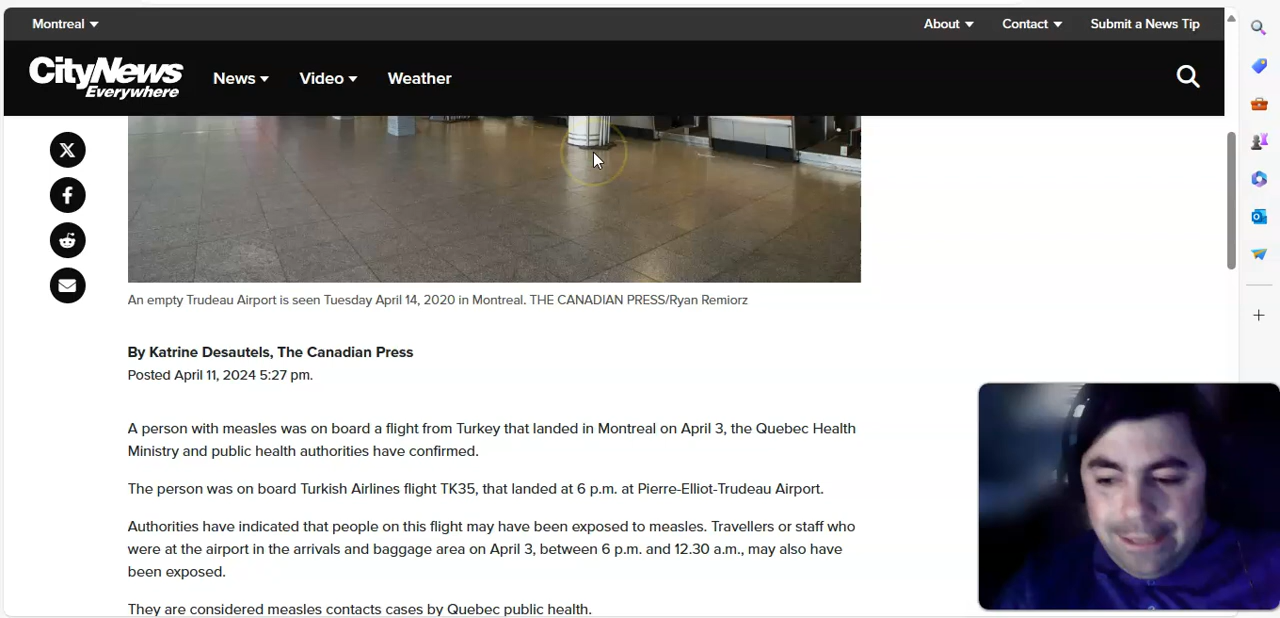 Montreal
About
Contact
Submit a News Tip
CityNews
Everywhere
News
Video
Weather
An empty Trudeau Airport is seen Tuesday April 14, 2020 in Montreal. THE CANADIAN PRESS/Ryan Remiorz
By Katrine Desautels, The Canadian Press
Posted April 11, 2024 5:27 pm.
A person with measles was on board a flight from Turkey that landed in Montreal on April 3, the Quebec Health
Ministry and public health authorities have confirmed.
The person was on board Turkish Airlines flight TK35, that landed at 6 p.m. at Pierre-Elliot-Trudeau Airport.
Authorities have indicated that people on this flight may have been exposed to measles. Travellers or staff who
were at the airport in the arrivals and baggage area on April 3, between 6 p.m. and 12.30 a.m., may also have
been exposed.
They are considered measles contacts cases by Quebec public health.